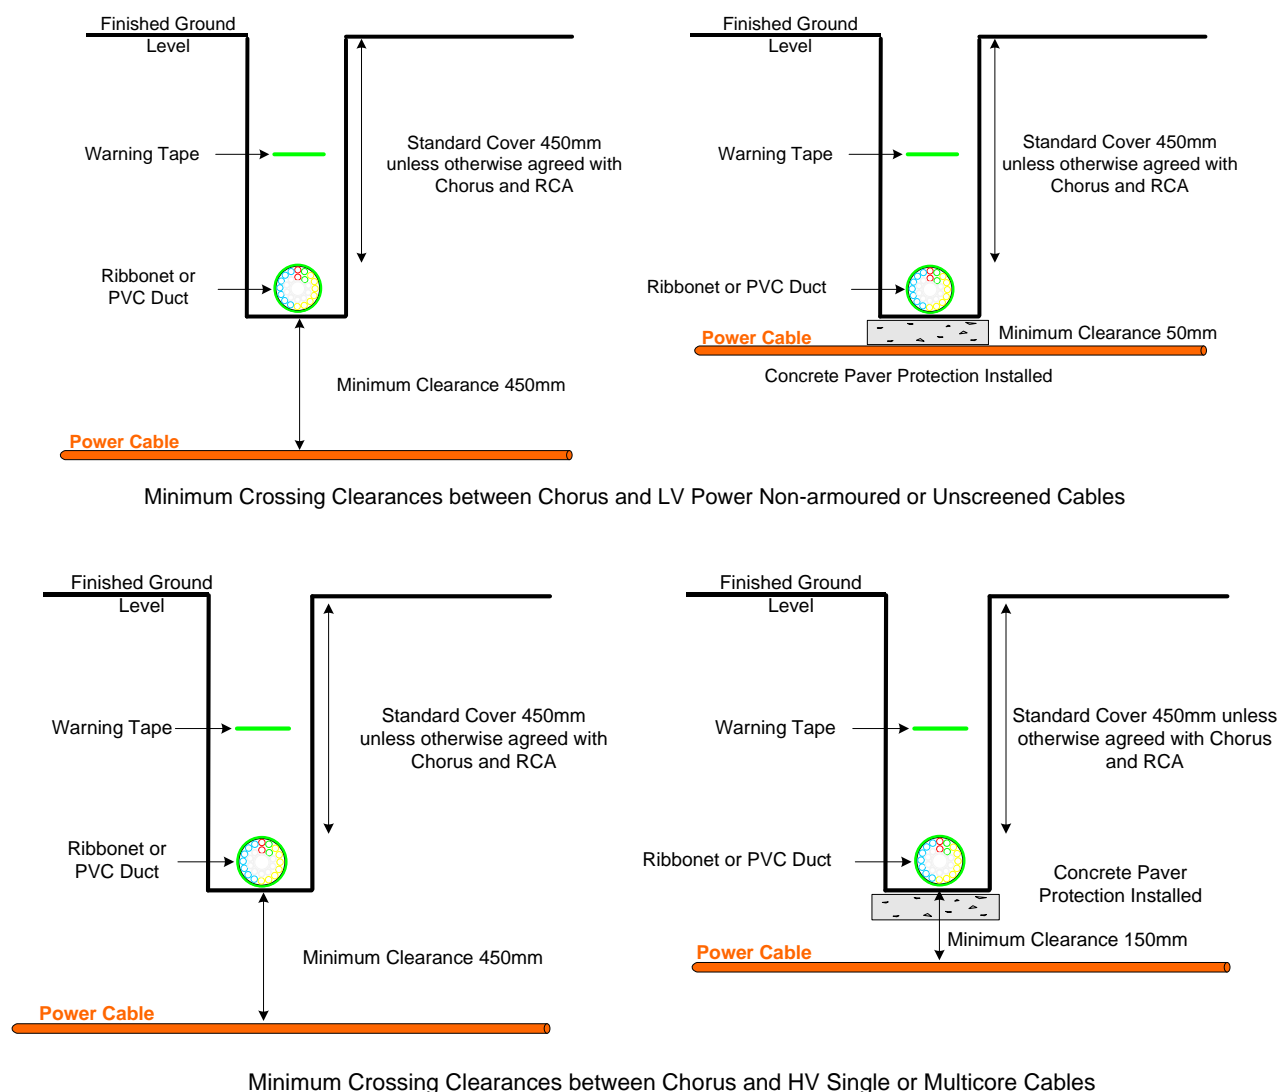 Finished Ground
Level
Warning Tape
Standard Cover 450mm
unless otherwise agreed with
Chorus and RCA
Ribbonet or
PVC Duct
Minimum Clearance 450mm
Power Cable
Warning Tape
Standard Cover 450mm
unless otherwise agreed with
Chorus and RCA
Ribbonet or PVC Duct
Minimum Clearance 50mm
Power Cable
Concrete Paver Protection Installed
Minimum Crossing Clearances between Chorus and LV Power Non-armoured or Unscreened Cables
Finished Ground
Level
Warning Tape
Standard Cover 450mm
unless otherwise agreed with
Chorus and RCA
Ribbonet or
PVC Duct
Minimum Clearance 450mm
Power Cable
Finished Ground
Level
Warning Tape
Standard Cover 450mm unless
otherwise agreed with Chorus
and RCA
Ribbonet or PVC Duct
Concrete Paver
Protection Installed
Minimum Clearance 150mm
Power Cable
Minimum Crossing Clearances between Chorus and HV Single or Multicore Cables